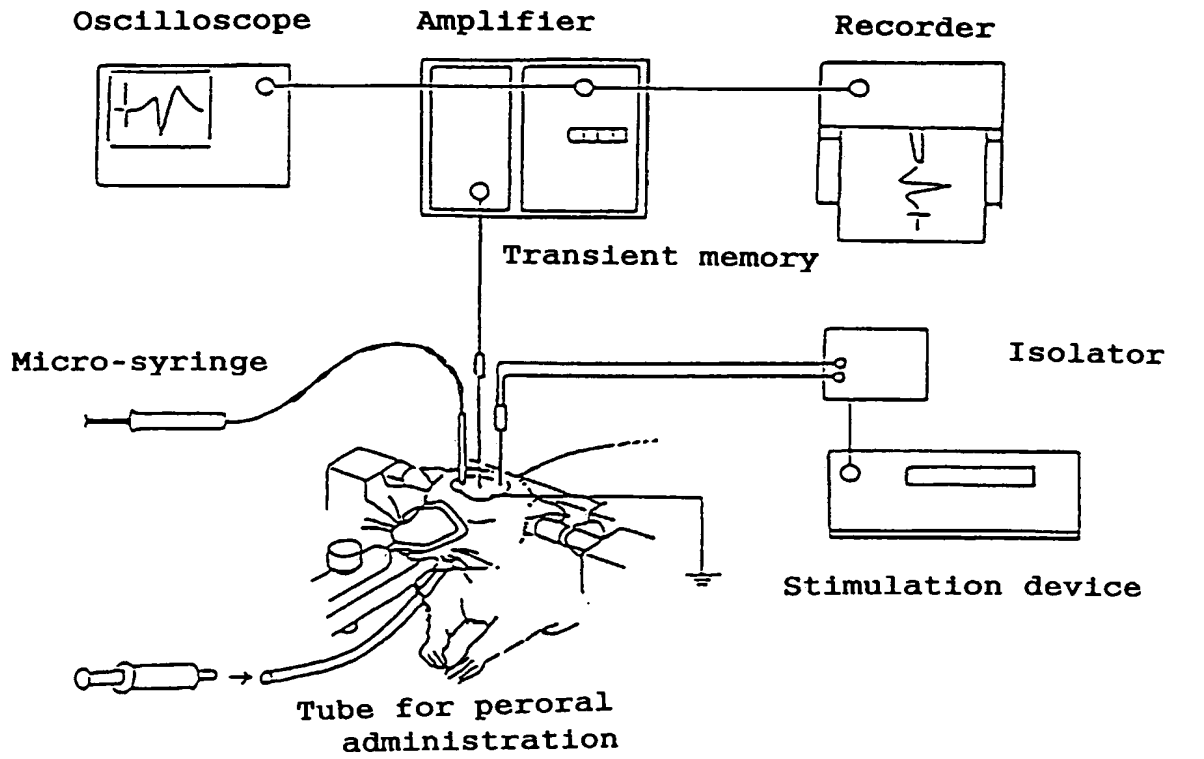 Oscilloscope
Amplifier
Recorder
Transient memory
Micro-syringe
Isolator
Stimulation device
Tube for peroral
administration